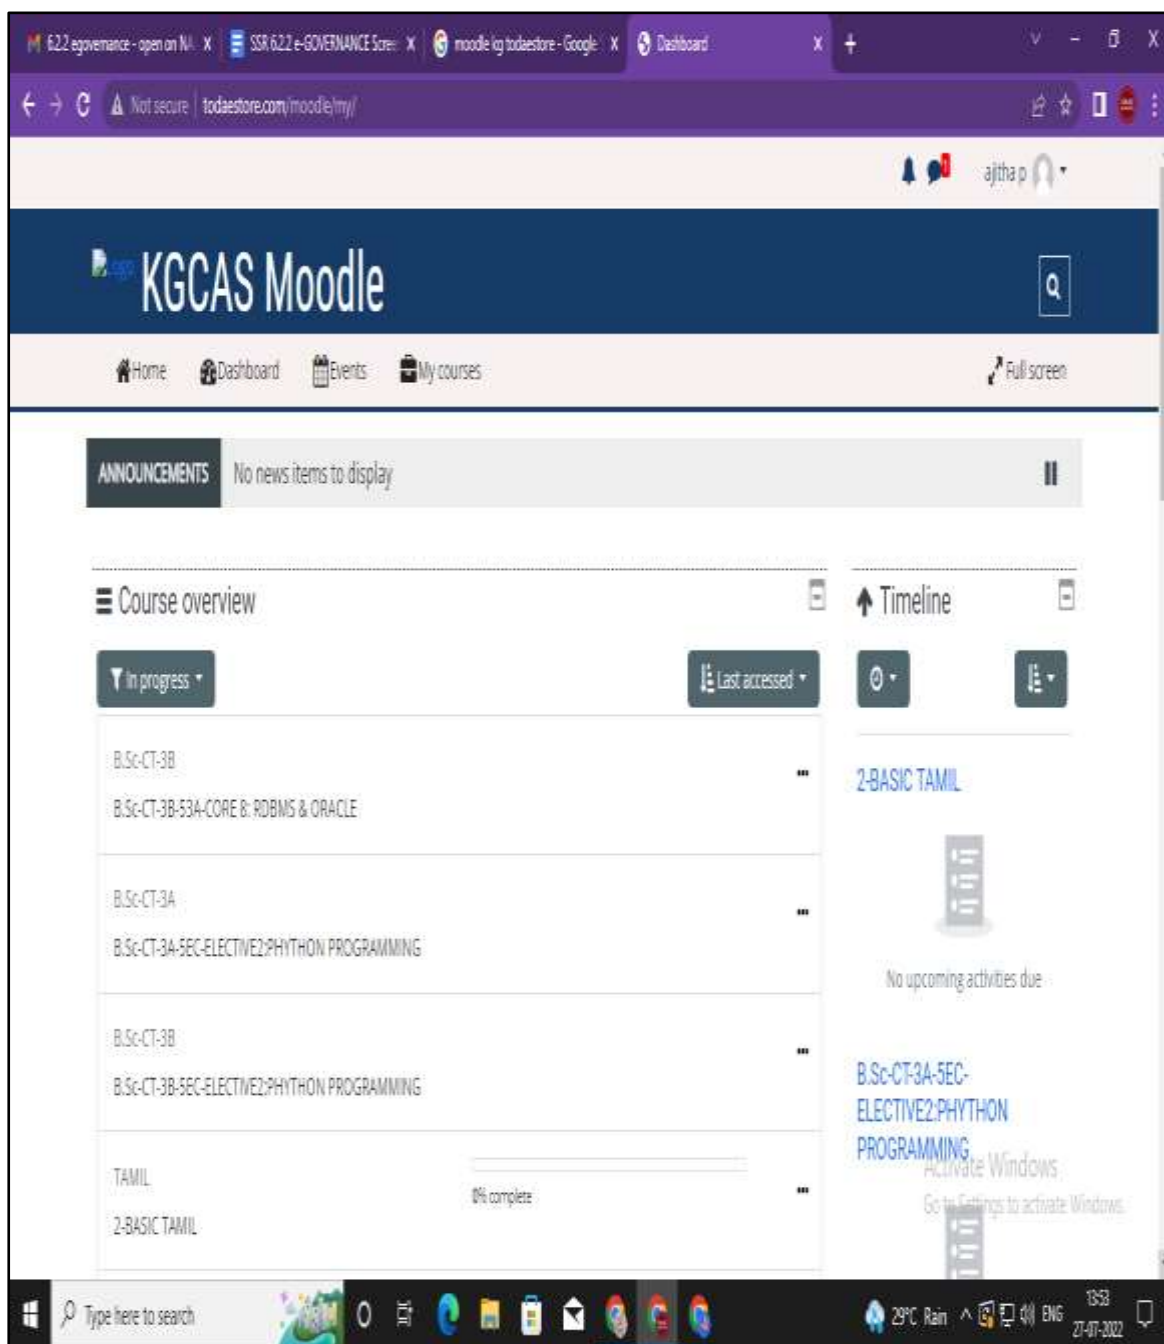 6.2.2 egovernance - open on NA
SSR 6.2.2 e-GOVERNANCE Scre
moodle kg todaestore - Google
Dashboard
Not secure | todaestore.com/moodle/my/
ajitha p
Logo
KGCAS Moodle
Home Dashboard Events My courses Full screen
ANNOUNCEMENTS No news items to display
Course overview
In progress Last accessed
B.Sc-CT-3B
B.Sc-CT-3B-53A-CORE 8: RDBMS & ORACLE
B.Sc-CT-3A
B.Sc-CT-3A-5EC-ELECTIVE2:PHYTHON PROGRAMMING
B.Sc-CT-3B
B.Sc-CT-3B-5EC-ELECTIVE2:PHYTHON PROGRAMMING
TAMIL
0% complete
2-BASIC TAMIL
Timeline
2-BASIC TAMIL
No upcoming activities due
B.Sc-CT-3A-5EC-
ELECTIVE2:PHYTHON
PROGRAMMING
Activate Windows
Go to Settings to activate Windows.
Type here to search
29°C Rain ENG
13:53
27-07-2022